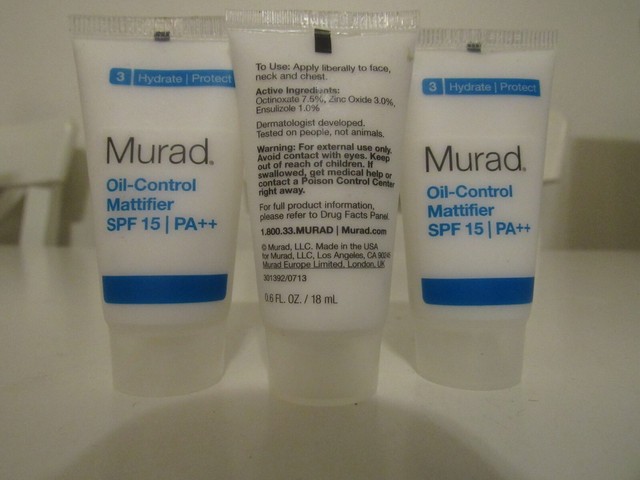 3 Hydrate | Protect
Murad.
Oil-Control
Mattifier
SPF 15 | PA++
To Use: Apply liberally to face,
neck and chest.
Active Ingredients:
Octinoxate 7.5%, Zinc Oxide 3.0%,
Ensulizole 1.0%
Dermatologist developed.
Tested on people, not animals.
Warning: For external use only.
Avoid contact with eyes. Keep
out of reach of children. If
swallowed, get medical help or
contact a Poison Control Center
right away.
For full product information,
please refer to Drug Facts Panel.
1.800.33.MURAD | Murad.com
© Murad, LLC. Made in the USA
for Murad, LLC, Los Angeles, CA
Murad Europe Limited, London, UK
301392/0713
0.6 FL. OZ. / 18 mL
3 Hydrate | Protect
Murad.
Oil-Control
Mattifier
SPF 15 | PA++